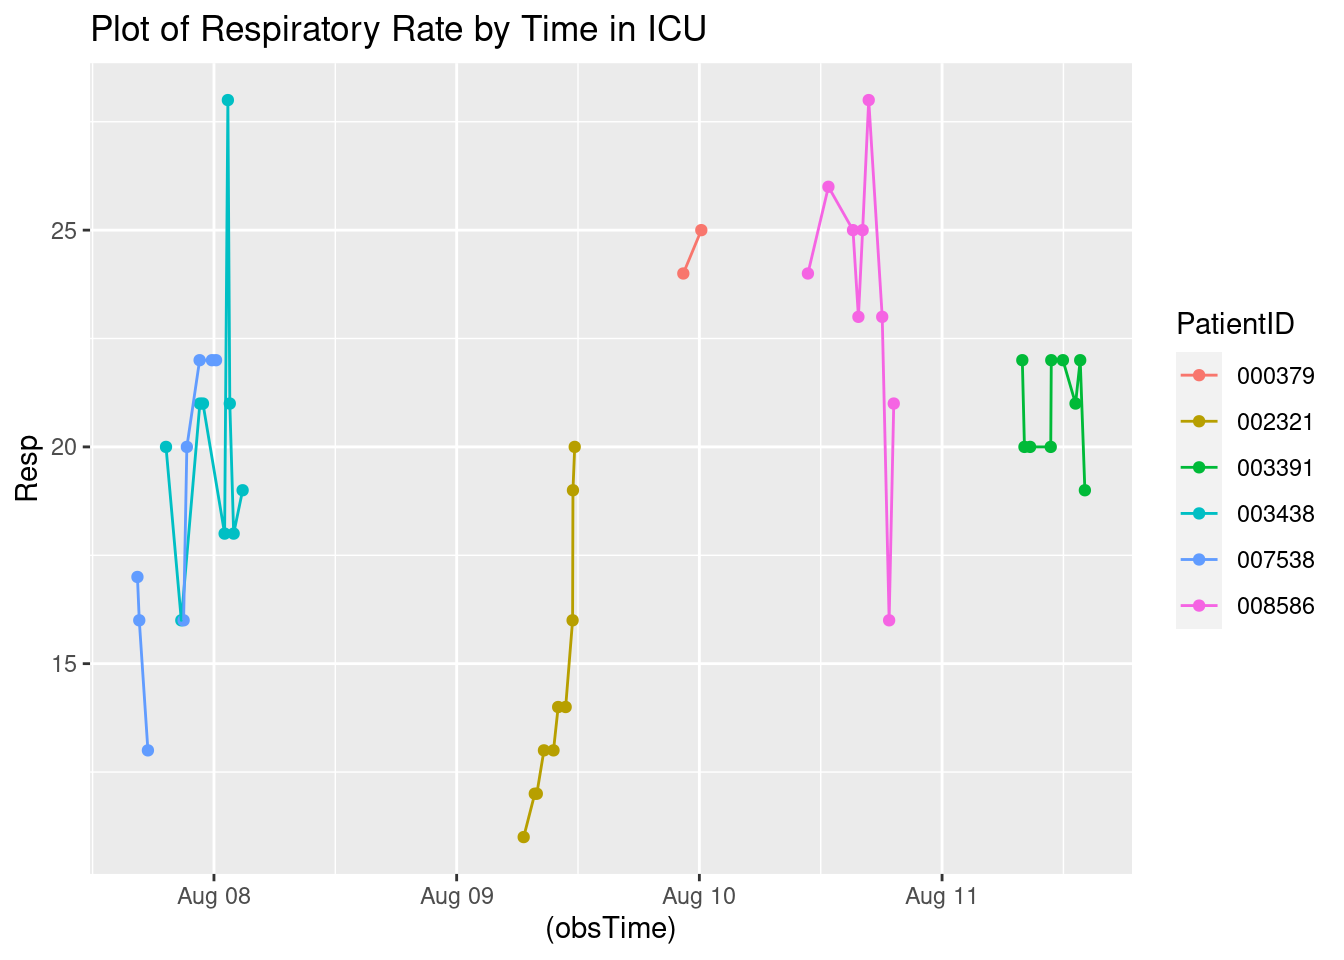 Plot of Respiratory Rate by Time in ICU
Resp
25
20
15
Aug 08
Aug 09
Aug 10
Aug 11
(obsTime)
PatientID
000379
002321
003391
003438
007538
008586